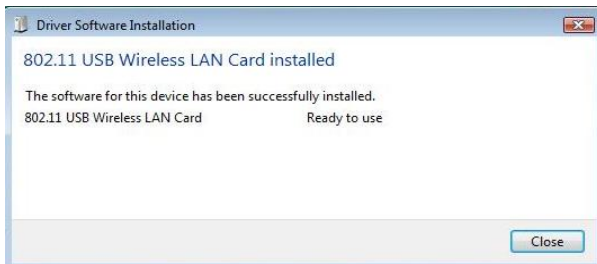 Driver Software Installation
802.11 USB Wireless LAN Card installed
The software for this device has been successfully installed.
802.11 USB Wireless LAN Card Ready to use
Close